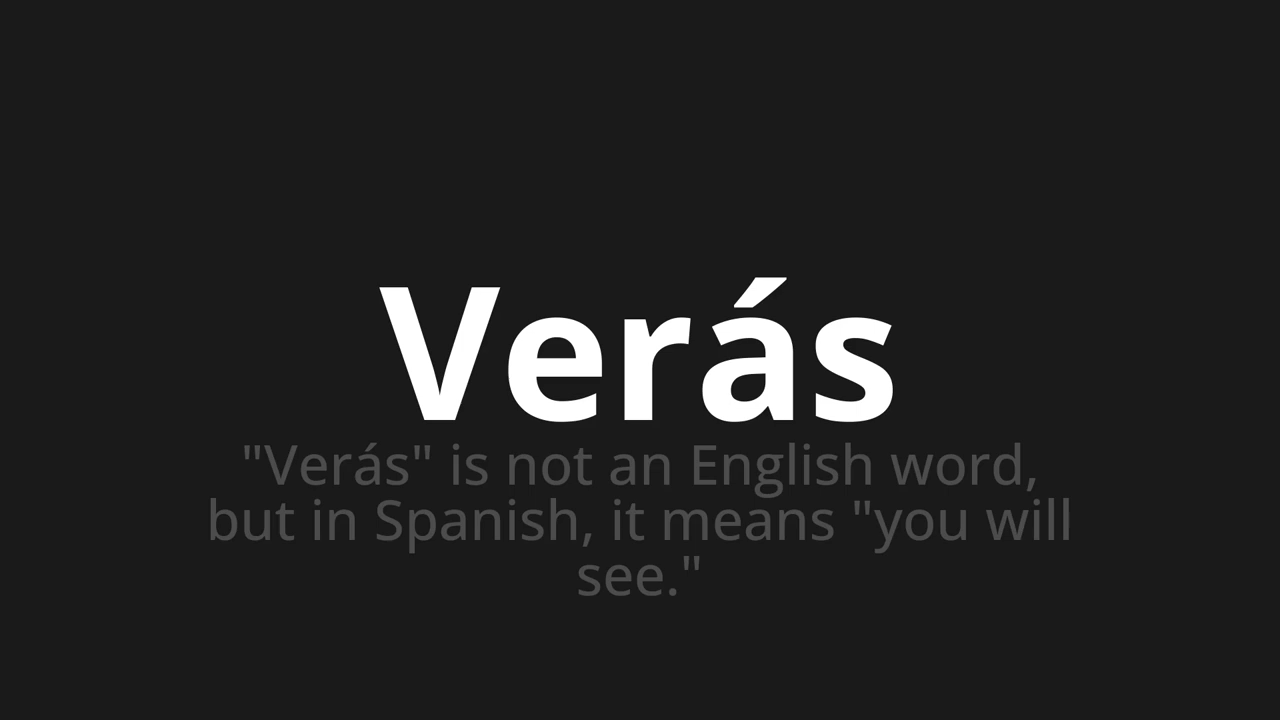 Verás
"Verás" is not an English word,
but in Spanish, it means "you will
see."